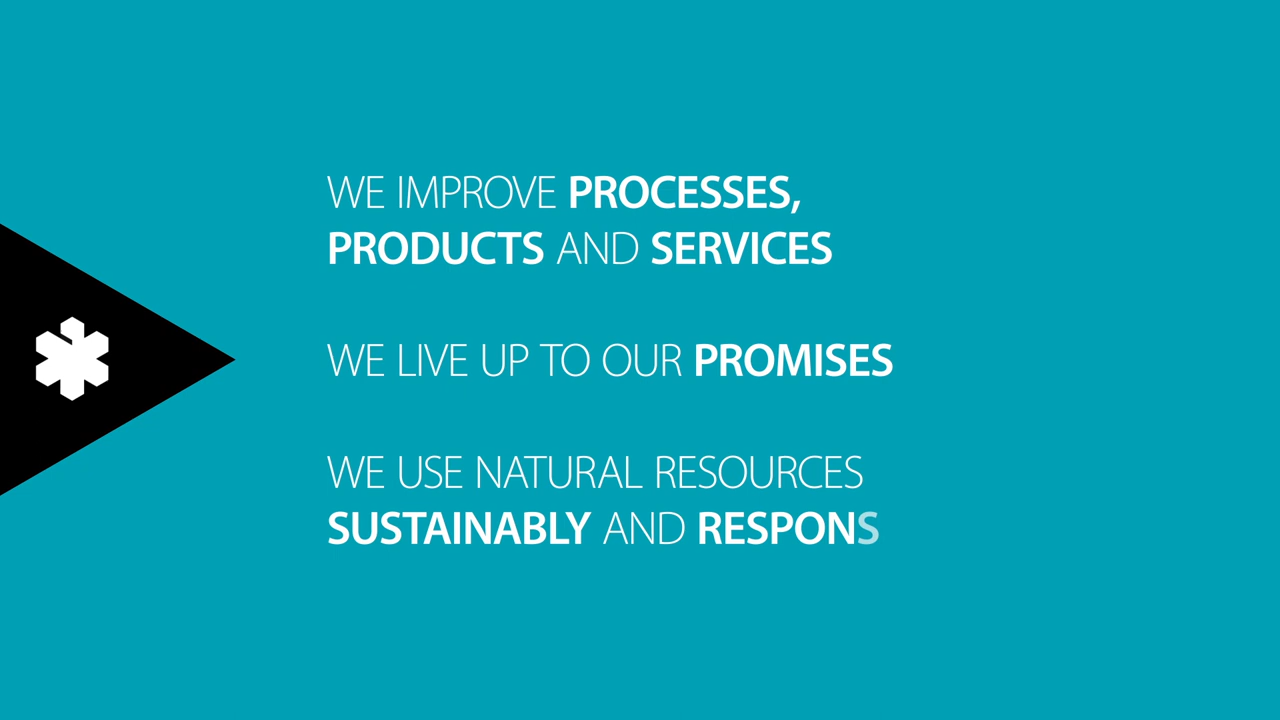 WE IMPROVE PROCESSES,
PRODUCTS AND SERVICES
WE LIVE UP TO OUR PROMISES
WE USE NATURAL RESOURCES
SUSTAINABLY AND RESPONS